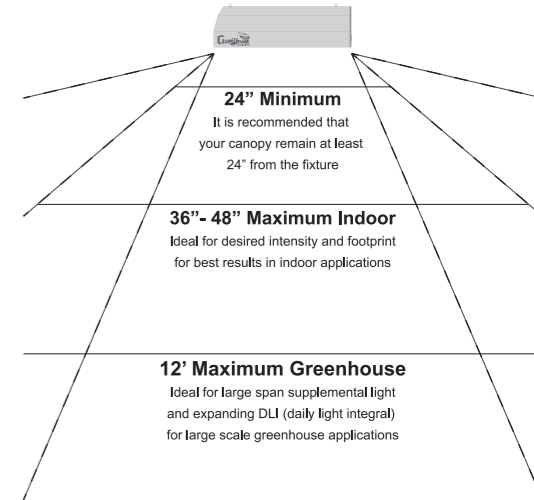 24” Minimum
It is recommended that
your canopy remain at least
24” from the fixture
36”- 48” Maximum Indoor
Ideal for desired intensity and footprint
for best results in indoor applications
12’ Maximum Greenhouse
Ideal for large span supplemental light
and expanding DLI (daily light integral)
for large scale greenhouse applications